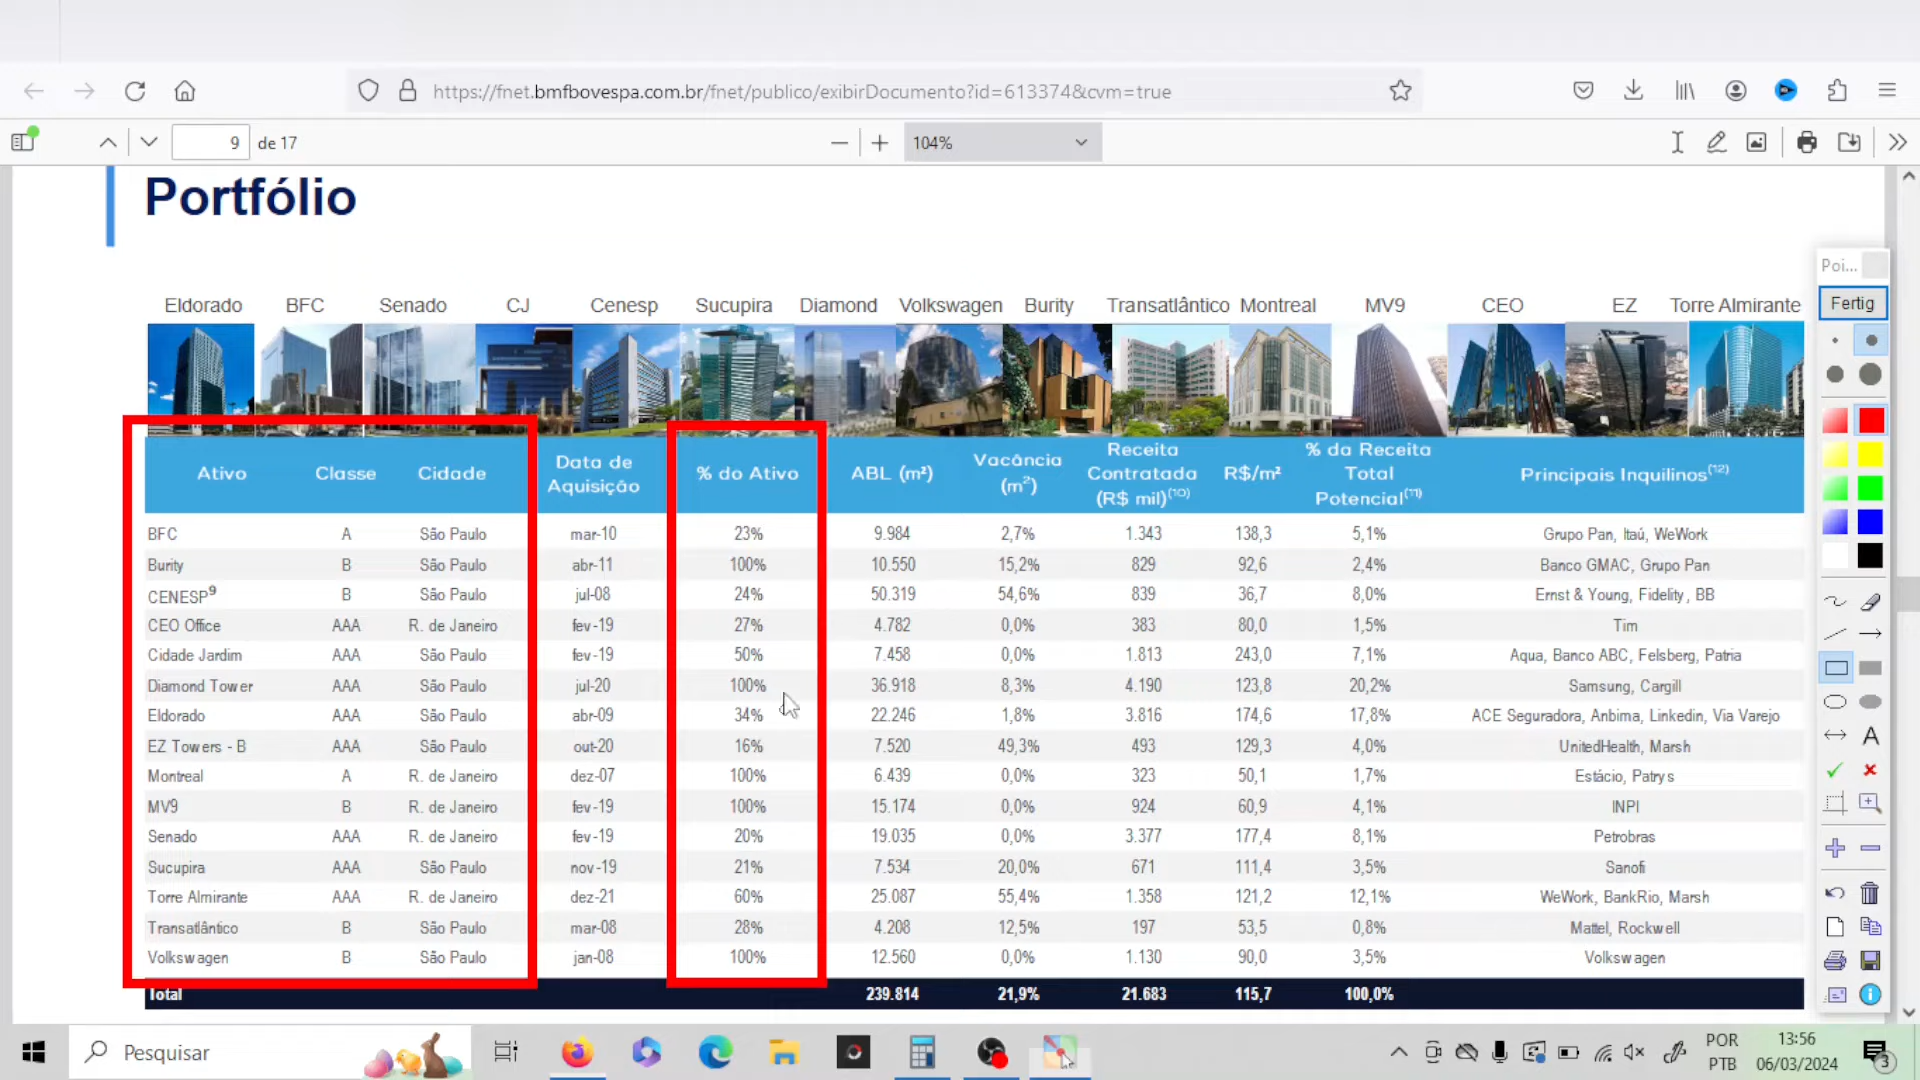 https://fnet.bmfbovespa.com.br/fnet/publico/exibirDocumento?id=613374&cvm=true
9 de 17
104%
Portfólio
Poi...
Fertig
Eldorado BFC Senado CJ Cenesp Sucupira Diamond Volkswagen Burity Transatlântico Montreal MV9 CEO EZ Torre Almirante
Ativo Classe Cidade Data de Aquisição % do Ativo ABL (m²) Vacância (m²) Receita Contratada (R$ mil)(10) R$/m² % da Receita Total Potencial(11) Principais Inquilinos(12)
BFC A São Paulo mar-10 23% 9.984 2,7% 1.343 138,3 5,1% Grupo Pan, Itaú, WeWork
Burity B São Paulo abr-11 100% 10.550 15,2% 829 92,6 2,4% Banco GMAC, Grupo Pan
CENESP9 B São Paulo jul-08 24% 50.319 54,6% 839 36,7 8,0% Ernst & Young, Fidelity, BB
CEO Office AAA R. de Janeiro fev-19 27% 4.782 0,0% 383 80,0 1,5% Tim
Cidade Jardim AAA São Paulo fev-19 50% 7.458 0,0% 1.813 243,0 7,1% Aqua, Banco ABC, Felsberg, Patria
Diamond Tower AAA São Paulo jul-20 100% 36.918 8,3% 4.190 123,8 20,2% Samsung, Cargill
Eldorado AAA São Paulo abr-09 34% 22.246 1,8% 3.816 174,6 17,8% ACE Seguradora, Anbima, Linkedin, Via Varejo
EZ Towers - B AAA São Paulo out-20 16% 7.520 49,3% 493 129,3 4,0% UnitedHealth, Marsh
Montreal A R. de Janeiro dez-07 100% 6.439 0,0% 323 50,1 1,7% Estácio, Patrys
MV9 B R. de Janeiro fev-19 100% 15.174 0,0% 924 60,9 4,1% INPI
Senado AAA R. de Janeiro fev-19 20% 19.035 0,0% 3.377 177,4 8,1% Petrobras
Sucupira AAA São Paulo nov-19 21% 7.534 20,0% 671 111,4 3,5% Sanofi
Torre Almirante AAA R. de Janeiro dez-21 60% 25.087 55,4% 1.358 121,2 12,1% WeWork, BankRio, Marsh
Transatlântico B São Paulo mar-08 28% 4.208 12,5% 197 53,5 0,8% Mattel, Rockwell
Volkswagen B São Paulo jan-08 100% 12.560 0,0% 1.130 90,0 3,5% Volkswagen
Total 239.814 21,9% 21.683 115,7 100,0%
Pesquisar
POR 13:56
PTB 06/03/2024
3